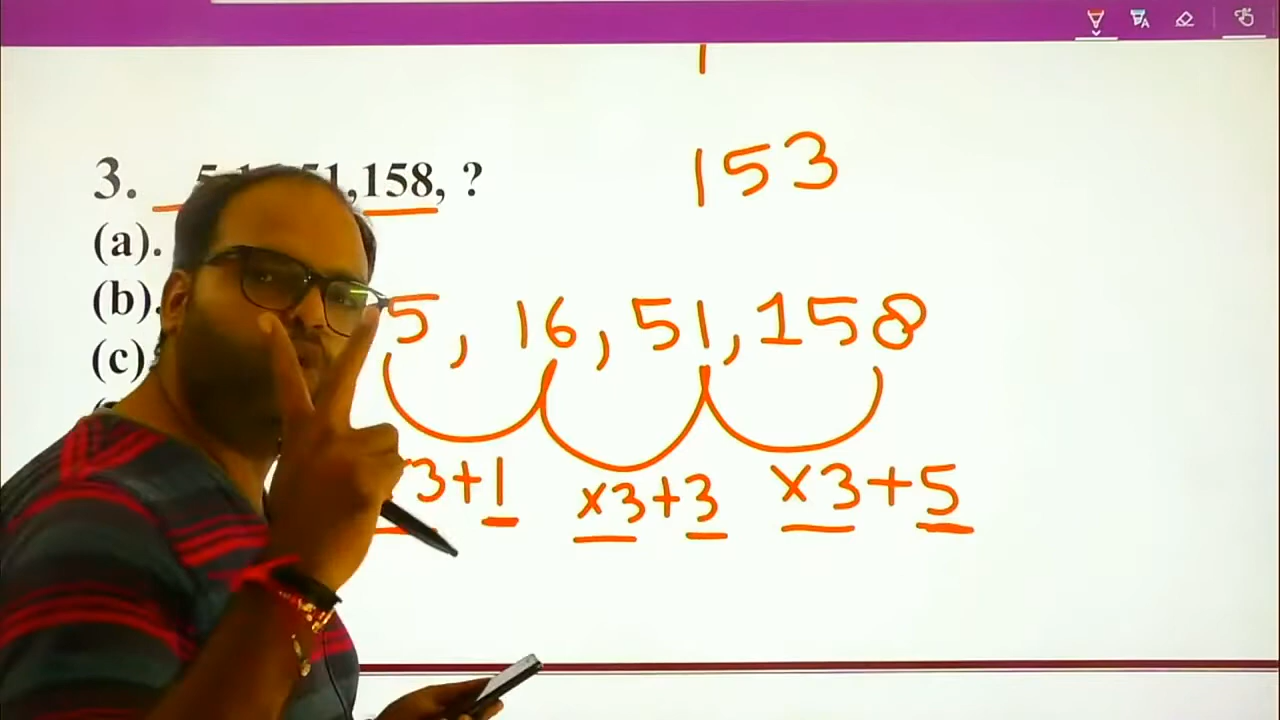 153
3. 158, ?
(a).
(b).
(c)
5, 16, 51, 158
3+1 ×3+3 ×3+5